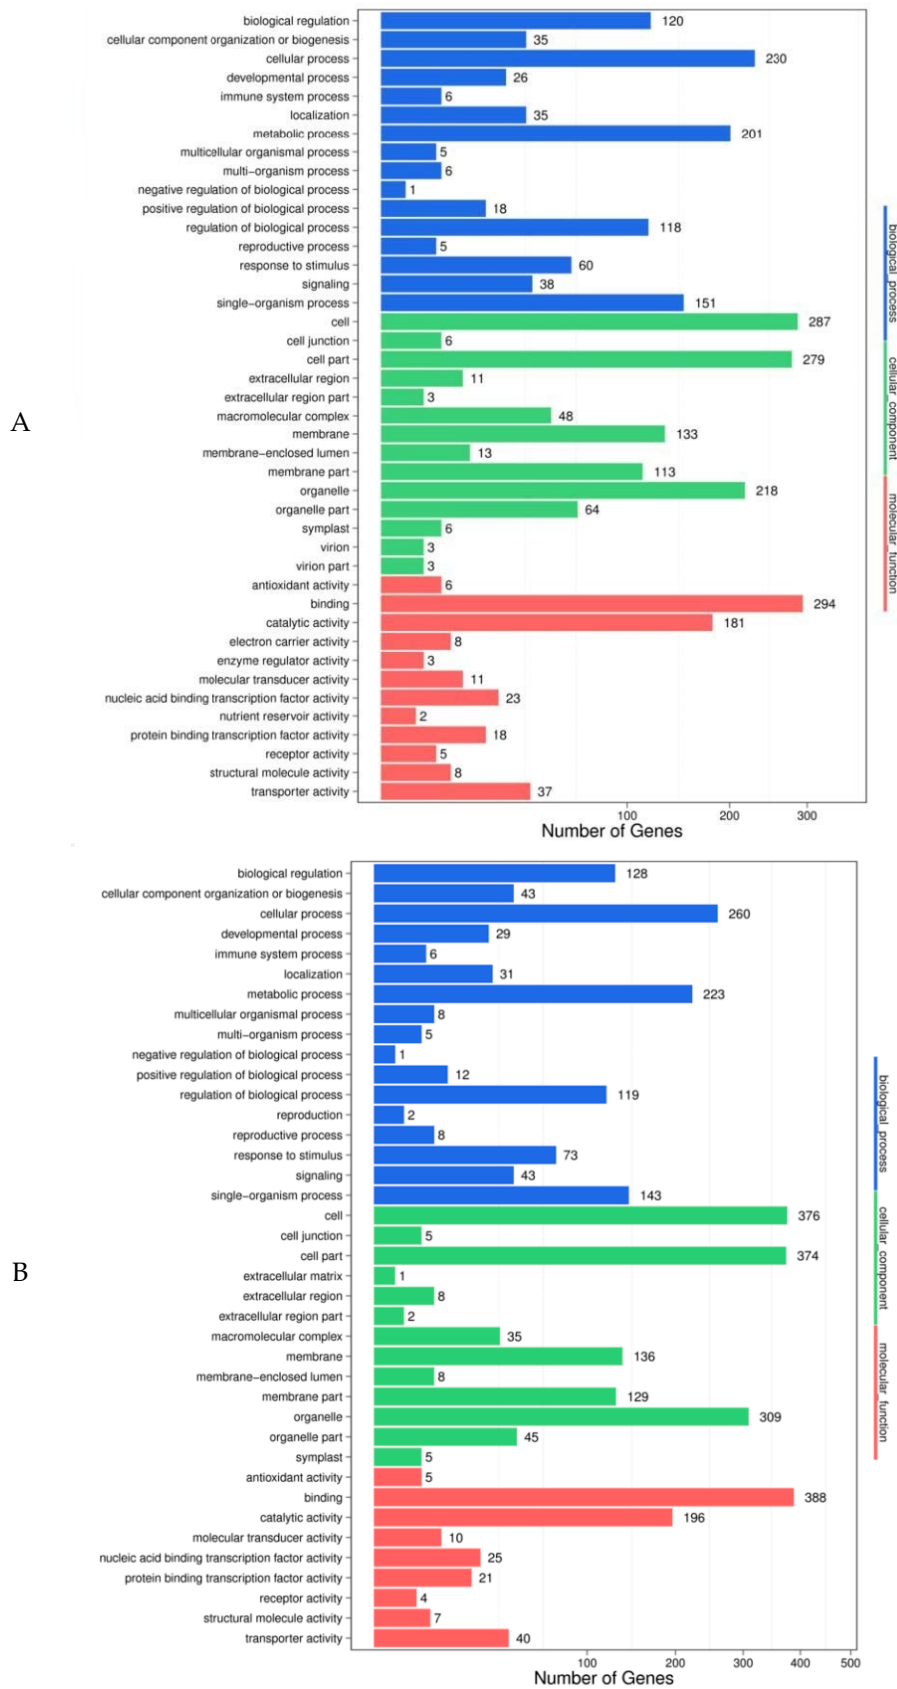 A
biological regulation 120
cellular component organization or biogenesis 35
cellular process 230
developmental process 26
immune system process 6
localization 35
metabolic process 201
multicellular organismal process 5
multi−organism process 6
negative regulation of biological process 1
positive regulation of biological process 18
regulation of biological process 118
reproductive process 5
response to stimulus 60
signaling 38
single−organism process 151
cell 287
cell junction 6
cell part 279
extracellular region 11
extracellular region part 3
macromolecular complex 48
membrane 133
membrane−enclosed lumen 13
membrane part 113
organelle 218
organelle part 64
symplast 6
virion 3
virion part 3
antioxidant activity 6
binding 294
catalytic activity 181
electron carrier activity 8
enzyme regulator activity 3
molecular transducer activity 11
nucleic acid binding transcription factor activity 23
nutrient reservoir activity 2
protein binding transcription factor activity 18
receptor activity 5
structural molecule activity 8
transporter activity 37
100 200 300
Number of Genes
biological_process
cellular_component
molecular_function
B
biological regulation 128
cellular component organization or biogenesis 43
cellular process 260
developmental process 29
immune system process 6
localization 31
metabolic process 223
multicellular organismal process 8
multi−organism process 5
negative regulation of biological process 1
positive regulation of biological process 12
regulation of biological process 119
reproduction 2
reproductive process 8
response to stimulus 73
signaling 43
single−organism process 143
cell 376
cell junction 5
cell part 374
extracellular matrix 1
extracellular region 8
extracellular region part 2
macromolecular complex 35
membrane 136
membrane−enclosed lumen 8
membrane part 129
organelle 309
organelle part 45
symplast 5
antioxidant activity 5
binding 388
catalytic activity 196
molecular transducer activity 10
nucleic acid binding transcription factor activity 25
protein binding transcription factor activity 21
receptor activity 4
structural molecule activity 7
transporter activity 40
100 200 300 400 500
Number of Genes
biological_process
cellular_component
molecular_function